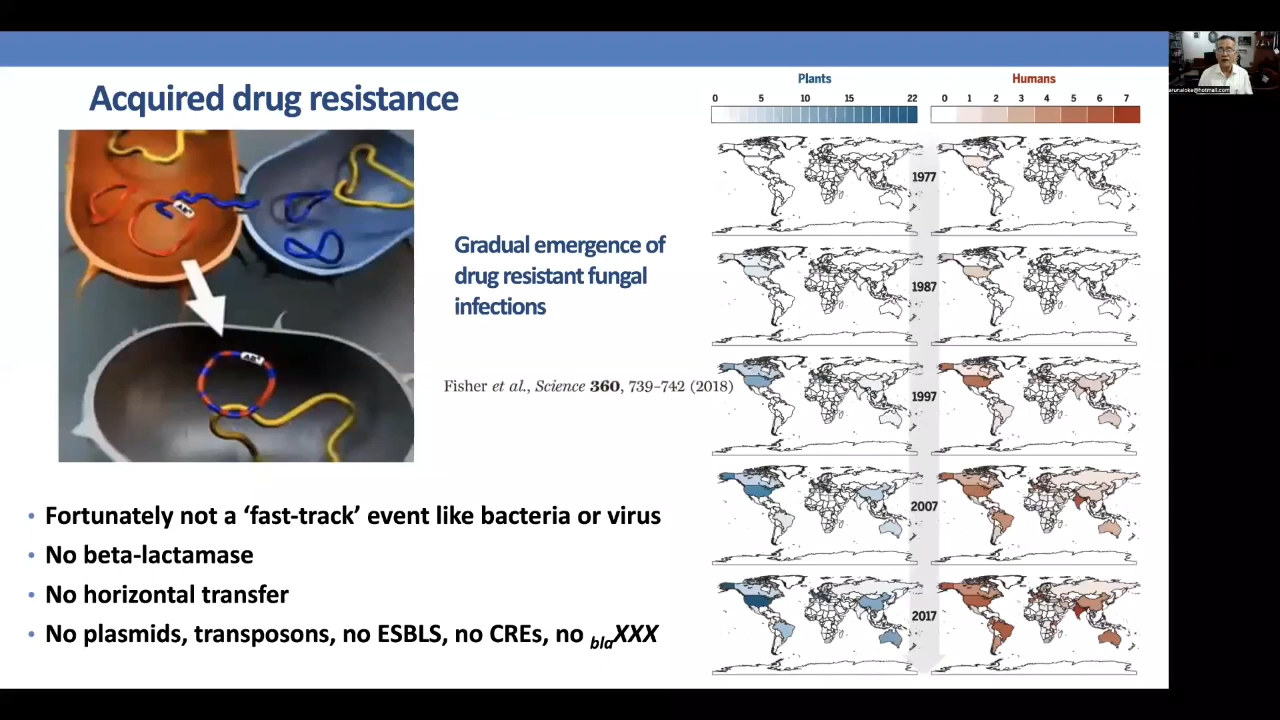 Acquired drug resistance
Gradual emergence of
drug resistant fungal
infections
Fisher et al., Science 360, 739–742 (2018)
• Fortunately not a ‘fast-track’ event like bacteria or virus
• No beta-lactamase
• No horizontal transfer
• No plasmids, transposons, no ESBLS, no CREs, no blaXXX
Plants
0 5 10 15 22
Humans
0 1 2 3 4 5 6 7
1977
1987
1997
2007
2017
arunaloke@hotmail.com